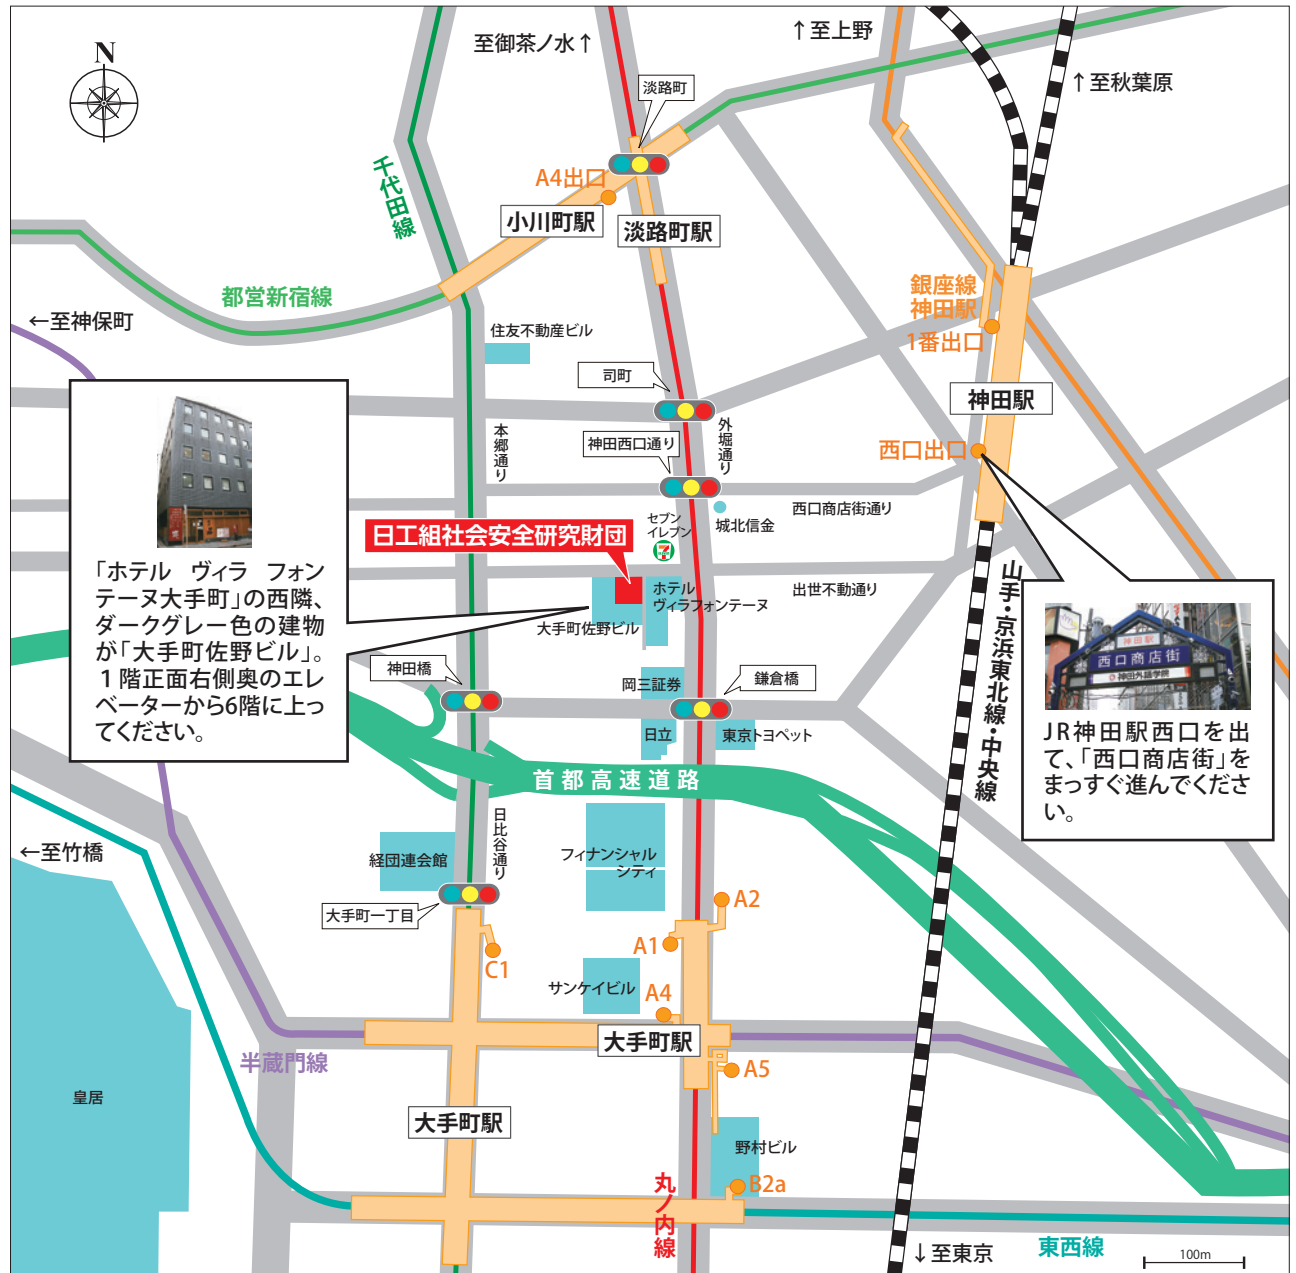 N
至御茶ノ水↑
↑至上野
↑至秋葉原
淡路町
千代田線
A4出口
小川町駅
淡路町駅
都営新宿線
←至神保町
銀座線
神田駅
1番出口
住友不動産ビル
司町
神田駅
本郷通り
外堀通り
神田西口通り
西口出口
西口商店街通り
城北信金
セブン
イレブン
7
日工組社会安全研究財団
「ホテル ヴィラ フォン
テーヌ大手町」の西隣、
ダークグレー色の建物
が「大手町佐野ビル」。
1階正面右側奥のエレ
ベーターから6階に上っ
てください。
ホテル
ヴィラフォンテーヌ
出世不動通り
大手町佐野ビル
山手・京浜東北線・中央線
神田駅
西口商店街
神田外語学院
JR神田駅西口を出
て、「西口商店街」を
まっすぐ進んでくださ
い。
神田橋
岡三証券
鎌倉橋
日立
東京トヨペット
首都高速道路
日比谷通り
←至竹橋
経団連会館
フィナンシャル
シティ
大手町一丁目
A2
A1
C1
サンケイビル
A4
大手町駅
半蔵門線
A5
皇居
大手町駅
野村ビル
丸ノ内線
B2a
↓至東京
東西線
100m